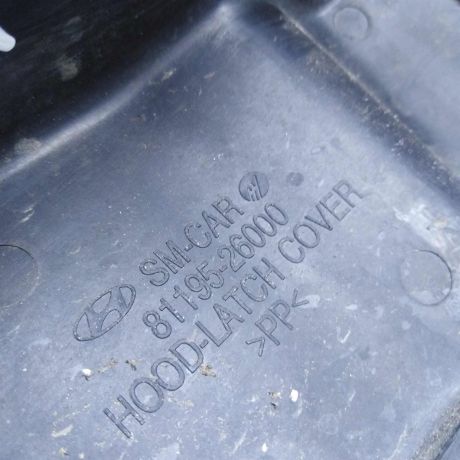 SM-CAR
81195-26000
HOOD-LATCH COVER
>PP<